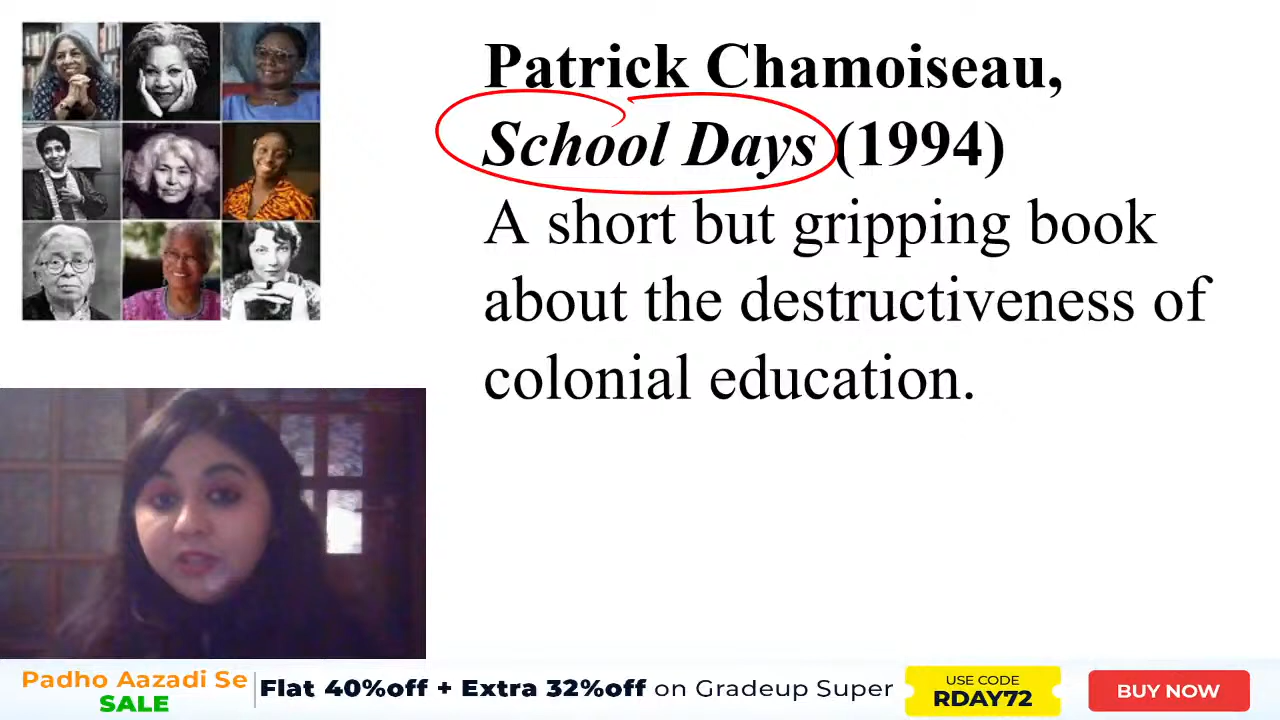 Patrick Chamoiseau,
School Days (1994)
A short but gripping book
about the destructiveness of
colonial education.
Padho Aazadi Se
SALE
Flat 40%off + Extra 32%off on Gradeup Super
USE CODE
RDAY72
BUY NOW